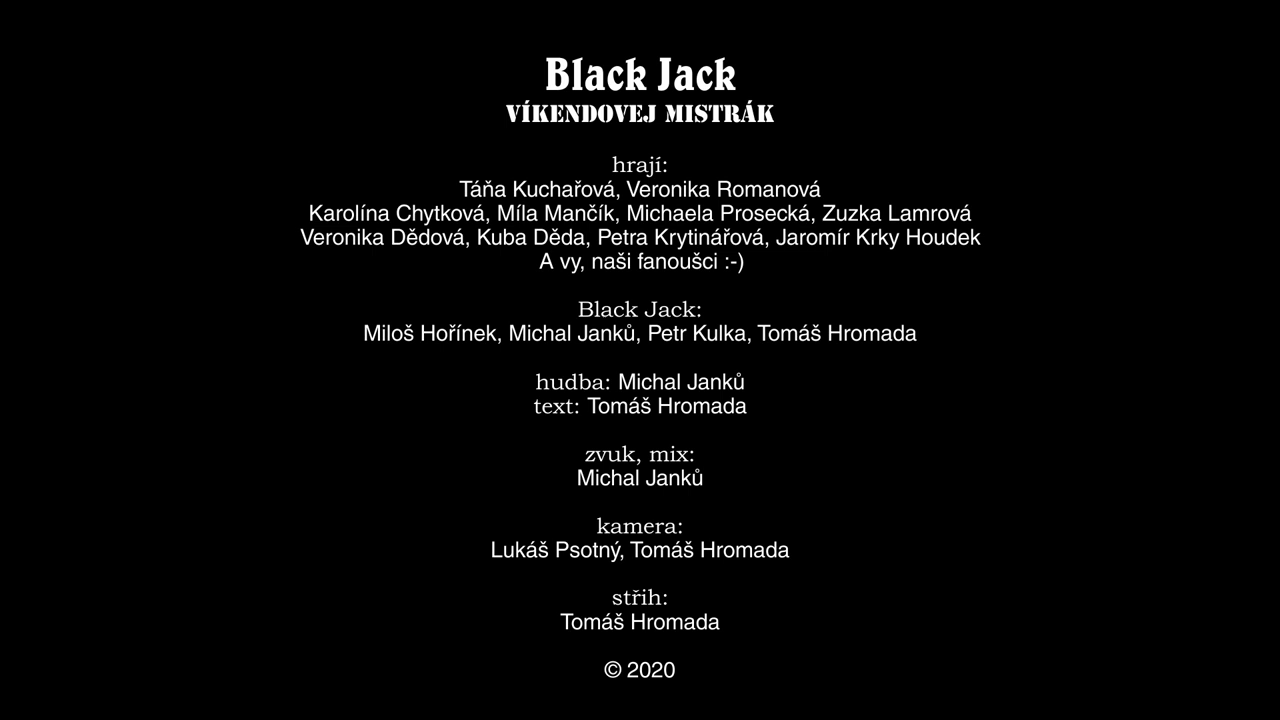 Black Jack
VÍKENDOVEJ MISTRÁK
hrají:
Táňa Kuchařová, Veronika Romanová
Karolína Chytková, Míla Mančík, Michaela Prosecká, Zuzka Lamrová
Veronika Dědová, Kuba Děda, Petra Krytinářová, Jaromír Krky Houdek
A vy, naši fanoušci :-)
Black Jack:
Miloš Hořínek, Michal Janků, Petr Kulka, Tomáš Hromada
hudba: Michal Janků
text: Tomáš Hromada
zvuk, mix:
Michal Janků
kamera:
Lukáš Psotný, Tomáš Hromada
střih:
Tomáš Hromada
© 2020